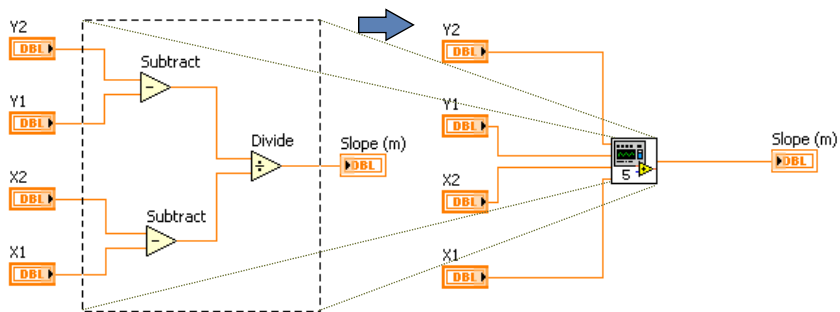 Y2
DBL
Subtract
Y1
DBL
Divide
Slope (m)
DBL
X2
DBL
Subtract
X1
DBL
Y2
DBL
Y1
DBL
X2
DBL
X1
DBL
5
Slope (m)
DBL